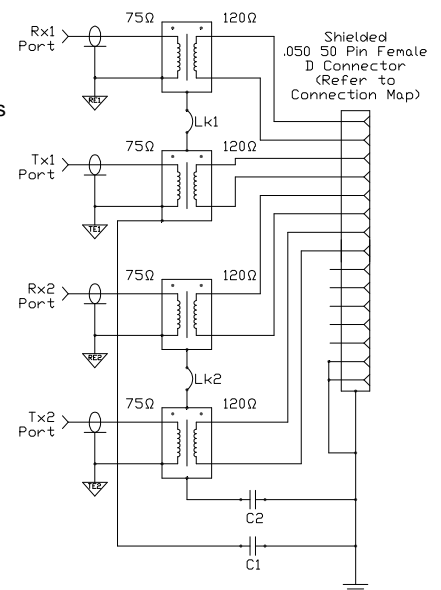 75Ω 120Ω
Rx1
Port
Shielded
.050 50 Pin Female
D Connector
(Refer to
Connection Map)
RE1
s
Lk1
75Ω 120Ω
Tx1
Port
TE1
75Ω 120Ω
Rx2
Port
RE2
Lk2
75Ω 120Ω
Tx2
Port
TE2
C2
C1